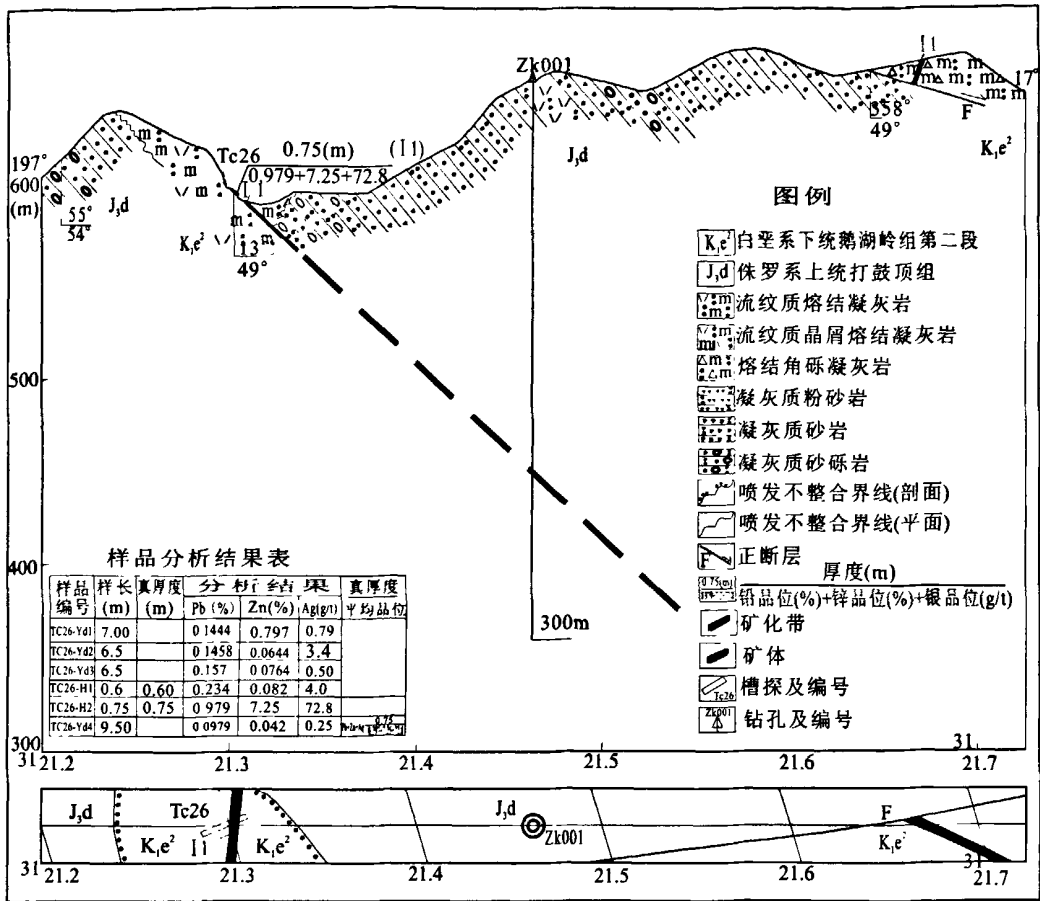 I1
Zk001
17°
358°
49°
F
K₁e²
Tc26
0.75(m)
(I1)
0.979+7.25+72.8
I1
197°
600
(m)
55°
54°
J₃d
K₁e²
13
49°
J₃d
500
400
300
300m
图例
K₁e² 白垩系下统鹅湖岭组第二段
J₃d 侏罗系上统打鼓顶组
流纹质熔结凝灰岩
流纹质晶屑熔结凝灰岩
熔结角砾凝灰岩
凝灰质粉砂岩
凝灰质砂岩
凝灰质砂砾岩
喷发不整合界线(剖面)
喷发不整合界线(平面)
F 正断层
厚度(m)
铅品位(%)+锌品位(%)+银品位(g/t)
矿化带
矿体
Tc26 槽探及编号
Zk001 钻孔及编号
样品分析结果表
样品编号 样长(m) 真厚度(m) 分析结果 真厚度
Pb(%) Zn(%) Ag(g/t) 平均品位
TC26-Yd1 7.00 0.1444 0.797 0.79
TC26-Yd2 6.5 0.1458 0.0644 3.4
TC26-Yd3 6.5 0.157 0.0764 0.50
TC26-H1 0.6 0.60 0.234 0.082 4.0
TC26-H2 0.75 0.75 0.979 7.25 72.8
TC26-Yd4 9.50 0.0979 0.042 0.25
31 31
21.2 21.3 21.4 21.5 21.6 21.7
J₃d Tc26 J₃d F
K₁e² I1 K₁e² Zk001 K₁e²
31 31
21.2 21.3 21.4 21.5 21.6 21.7